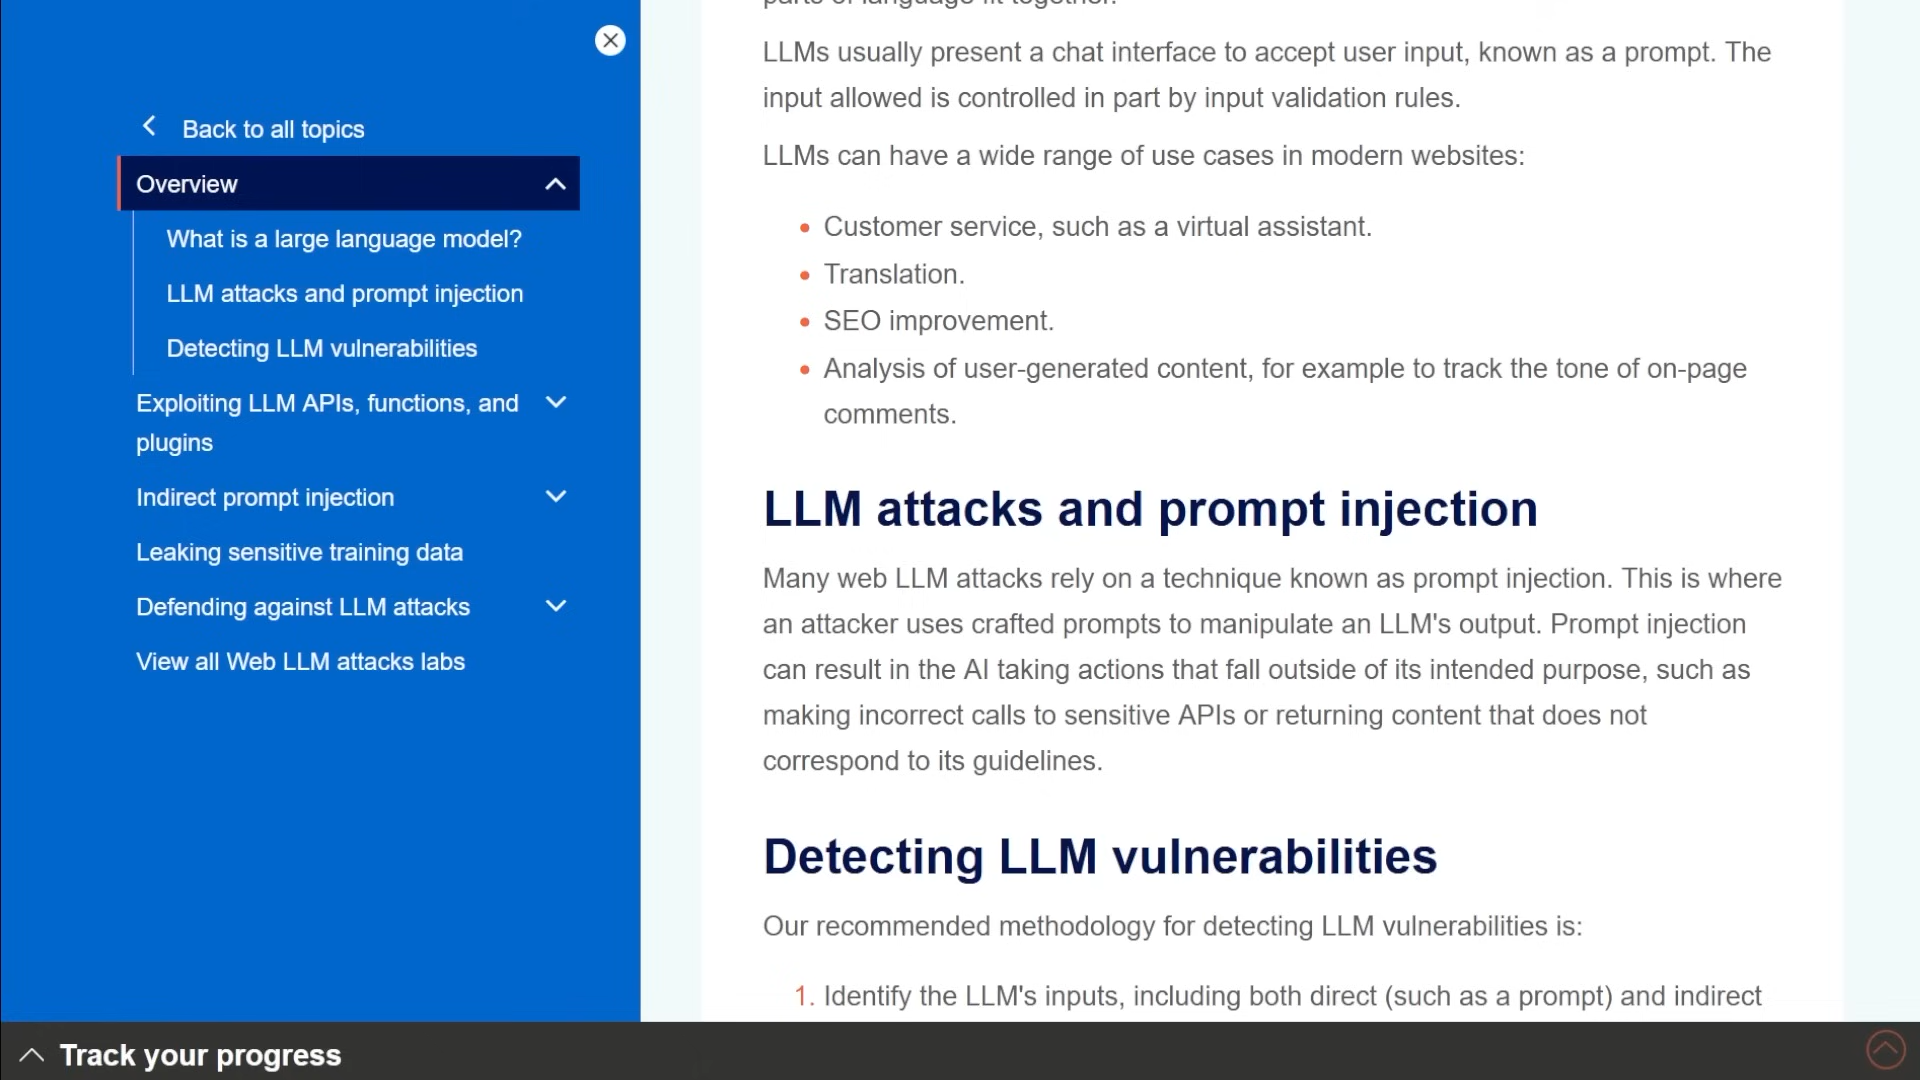 Back to all topics
Overview
What is a large language model?
LLM attacks and prompt injection
Detecting LLM vulnerabilities
Exploiting LLM APIs, functions, and
plugins
Indirect prompt injection
Leaking sensitive training data
Defending against LLM attacks
View all Web LLM attacks labs
parts of language fit together.
LLMs usually present a chat interface to accept user input, known as a prompt. The
input allowed is controlled in part by input validation rules.
LLMs can have a wide range of use cases in modern websites:
Customer service, such as a virtual assistant.
Translation.
SEO improvement.
Analysis of user-generated content, for example to track the tone of on-page
comments.
LLM attacks and prompt injection
Many web LLM attacks rely on a technique known as prompt injection. This is where
an attacker uses crafted prompts to manipulate an LLM's output. Prompt injection
can result in the AI taking actions that fall outside of its intended purpose, such as
making incorrect calls to sensitive APIs or returning content that does not
correspond to its guidelines.
Detecting LLM vulnerabilities
Our recommended methodology for detecting LLM vulnerabilities is:
1. Identify the LLM's inputs, including both direct (such as a prompt) and indirect
Track your progress